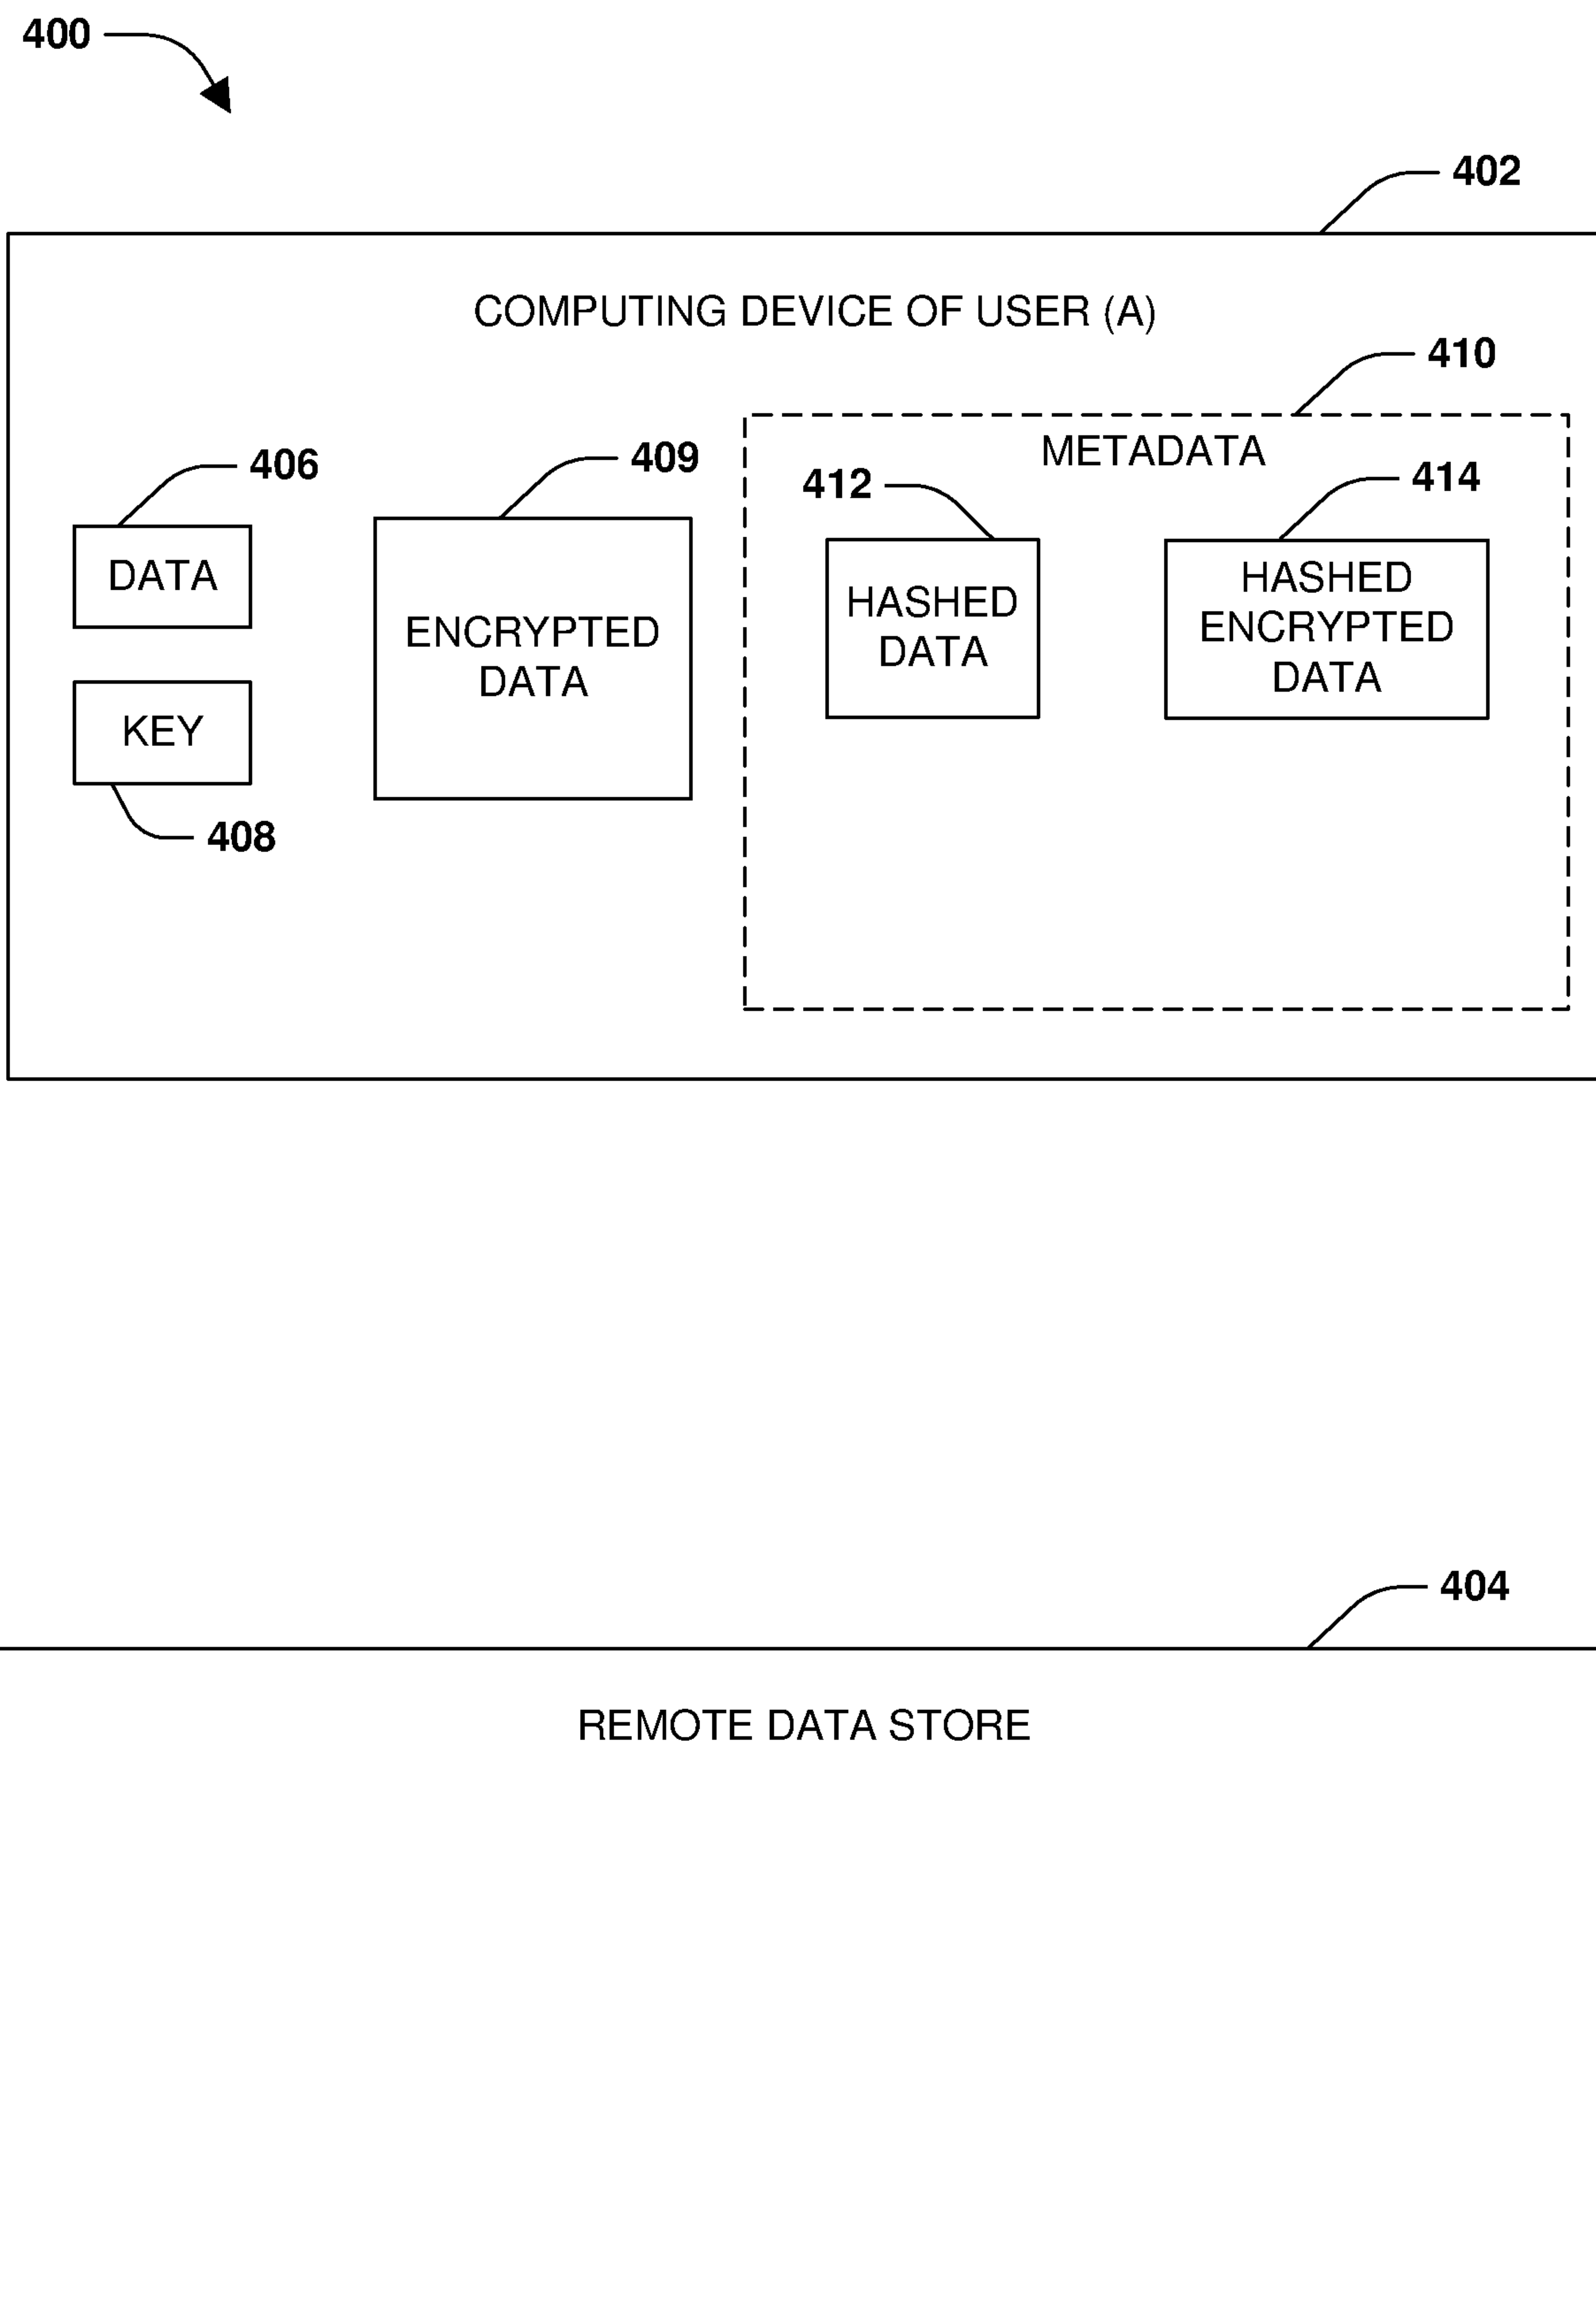 400
402
COMPUTING DEVICE OF USER (A)
410
METADATA
406
409
412
414
DATA
ENCRYPTED
DATA
HASHED
DATA
HASHED
ENCRYPTED
DATA
KEY
408
404
REMOTE DATA STORE